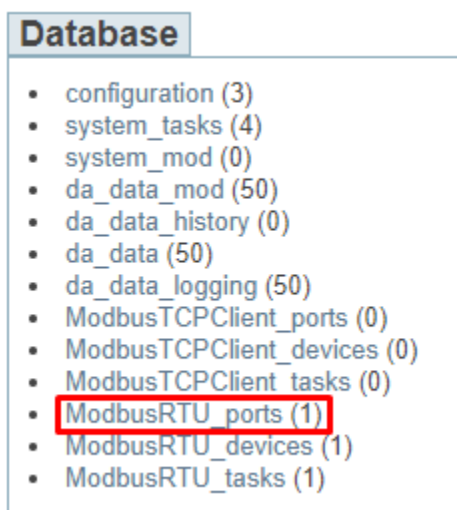 Database
configuration (3)
system_tasks (4)
system_mod (0)
da_data_mod (50)
da_data_history (0)
da_data (50)
da_data_logging (50)
ModbusTCPClient_ports (0)
ModbusTCPClient_devices (0)
ModbusTCPClient_tasks (0)
ModbusRTU_ports (1)
ModbusRTU_devices (1)
ModbusRTU_tasks (1)